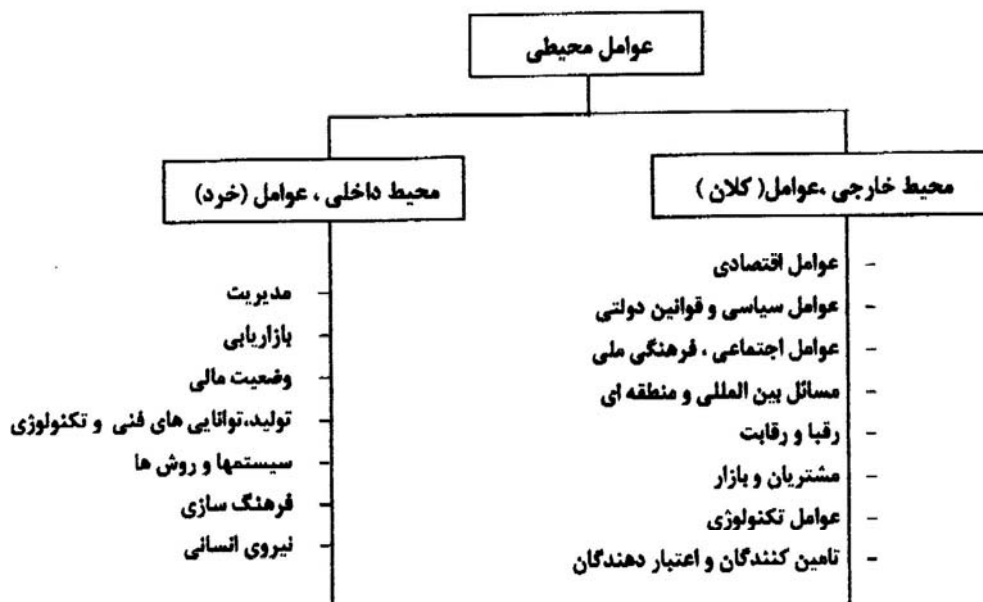 عوامل محیطی
محیط خارجی ،عوامل( کلان )
- عوامل اقتصادی
- عوامل سیاسی و قوانین دولتی
- عوامل اجتماعی ، فرهنگی ملی
- مسائل بین المللی و منطقه ای
- رقبا و رقابت
- مشتریان و بازار
- عوامل تکنولوژی
- تامین کنندگان و اعتبار دهندگان
محیط داخلی ، عوامل (خرد)
- مدیریت
- بازاریابی
- وضعیت مالی
- تولید،توانایی های فنی و تکنولوژی
- سیستمها و روش ها
- فرهنگ سازی
- نیروی انسانی